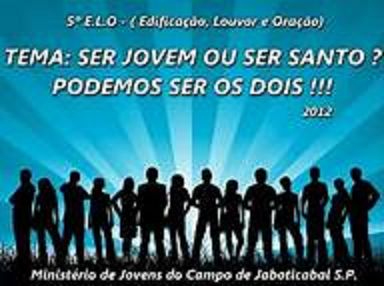 5º E.L.O - ( Edificação, Louvor e Oração)
TEMA: SER JOVEM OU SER SANTO ?
PODEMOS SER OS DOIS !!!
2012
Ministério de Jovens do Campo de Jaboticabal S.P.